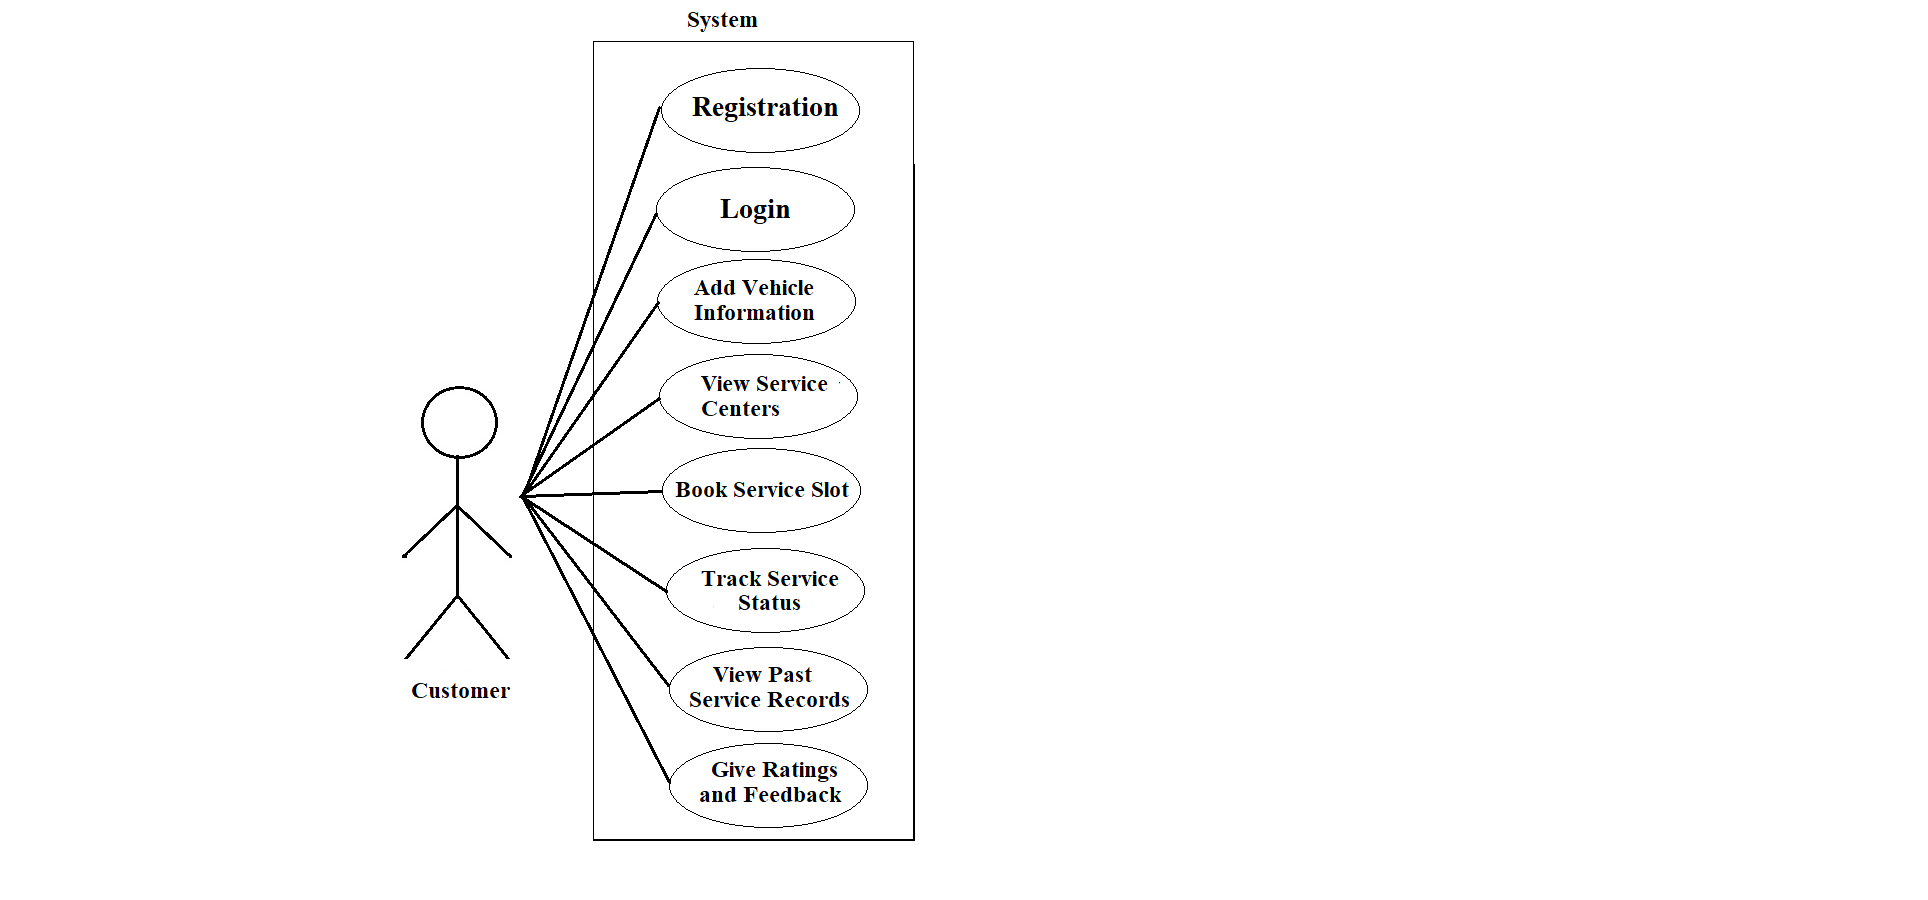 System
Registration
Login
Add Vehicle
Information
View Service
Centers
Book Service Slot
Track Service
Status
View Past
Service Records
Give Ratings
and Feedback
Customer